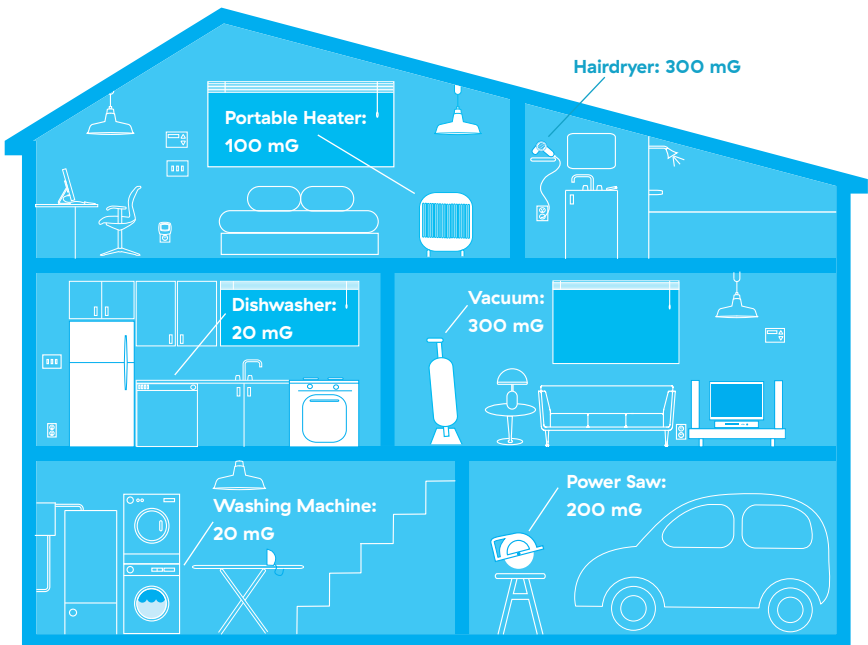 Hairdryer: 300 mG
Portable Heater:
100 mG
Dishwasher:
20 mG
Vacuum:
300 mG
Washing Machine:
20 mG
Power Saw:
200 mG